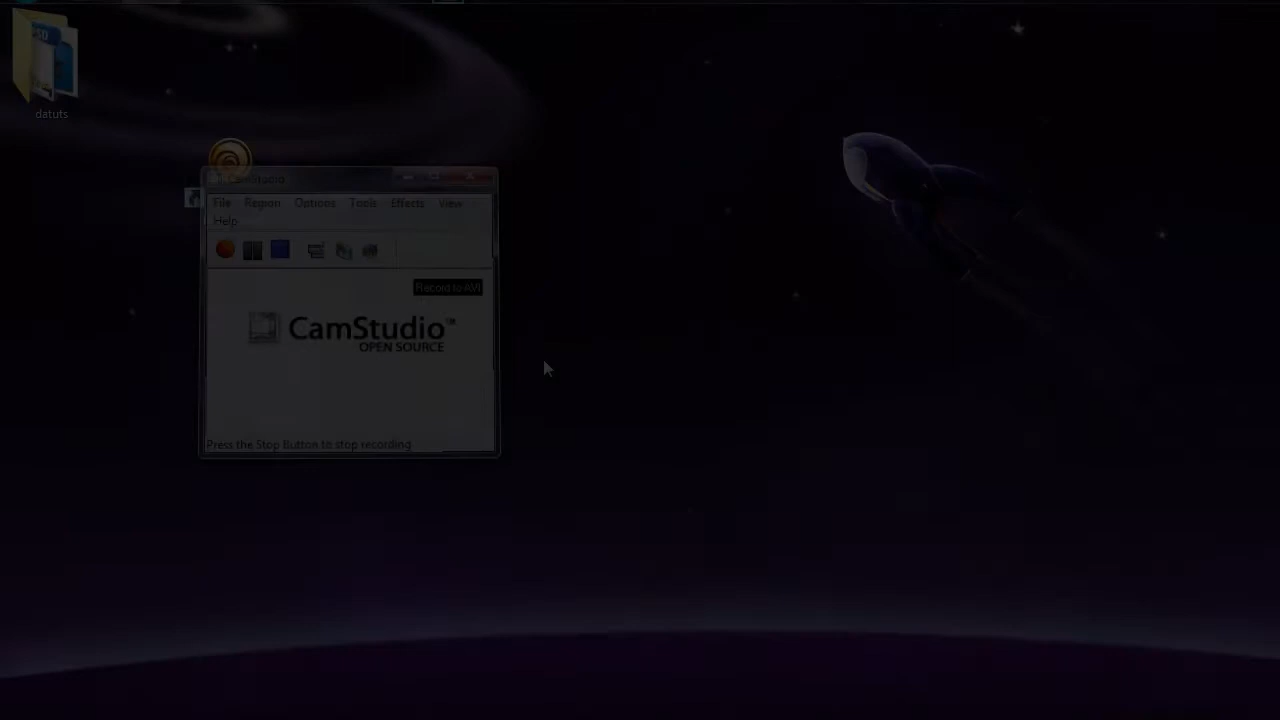 datuts
CamStudio
File Region Options Tools Effects View
Help
Record to AVI
CamStudio™
OPEN SOURCE
Press the Stop Button to stop recording